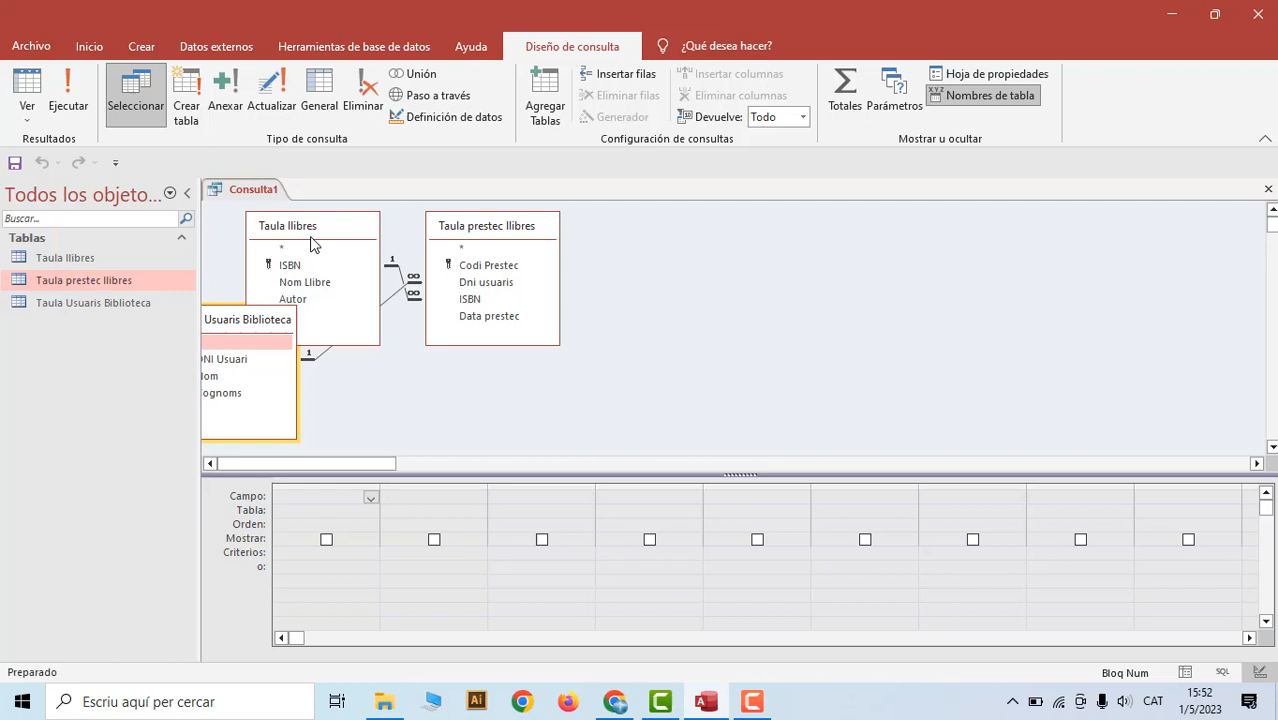 Archivo
Inicio
Crear
Datos externos
Herramientas de base de datos
Ayuda
Diseño de consulta
¿Qué desea hacer?
Ver
Ejecutar
Resultados
Seleccionar
Crear tabla
Anexar
Actualizar
General
Eliminar
Unión
Paso a través
Definición de datos
Tipo de consulta
Agregar Tablas
Insertar filas
Eliminar filas
Generador
Insertar columnas
Eliminar columnas
Devuelve: Todo
Configuración de consultas
Totales
Parámetros
Hoja de propiedades
XYZ Nombres de tabla
Mostrar u ocultar
Todos los objeto...
Buscar...
Tablas
Taula llibres
Taula prestec llibres
Taula Usuaris Biblioteca
Consulta1
Taula llibres
*
ISBN
Nom Llibre
Autor
1
∞
∞
Taula prestec llibres
*
Codi Prestec
Dni usuaris
ISBN
Data prestec
Usuaris Biblioteca
DNI Usuari
Nom
Cognoms
1
Campo:
Tabla:
Orden:
Mostrar:
Criterios:
o:
Preparado
Bloq Num
SQL
Escriu aquí per cercar
Ai
CAT
15:52
1/5/2023